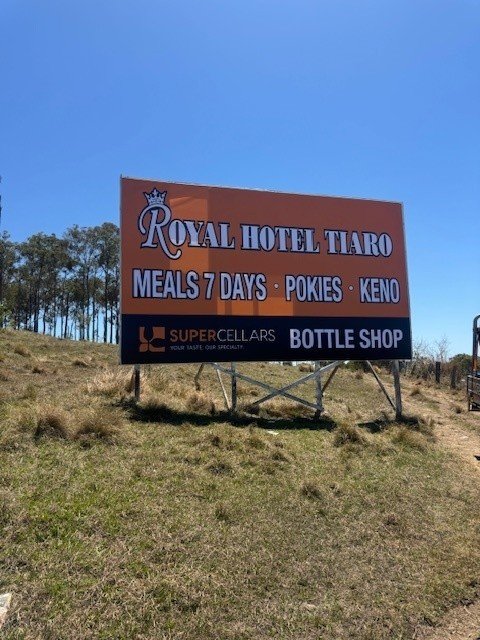 ROYAL HOTEL TIARO
MEALS 7 DAYS · POKIES · KENO
SUPERCELLARS
YOUR TASTE. OUR SPECIALTY.
BOTTLE SHOP